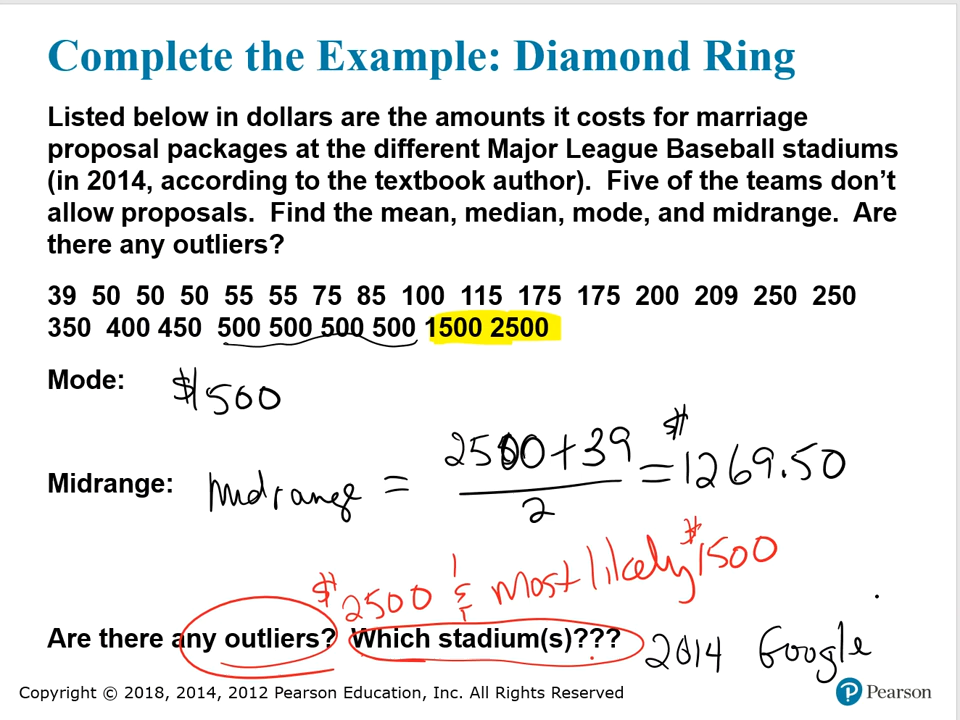 Complete the Example: Diamond Ring
Listed below in dollars are the amounts it costs for marriage
proposal packages at the different Major League Baseball stadiums
(in 2014, according to the textbook author).  Five of the teams don’t
allow proposals.  Find the mean, median, mode, and midrange.  Are
there any outliers?
39 50 50 50 55 55 75 85 100 115 175 175 200 209 250 250
350 400 450 500 500 500 500 1500 2500
Mode: $500
Midrange: midrange = 2500+39 / 2 = $1269.50
$2500 & most likely $1500
Are there any outliers? Which stadium(s)??? 2014 Google
Copyright © 2018, 2014, 2012 Pearson Education, Inc. All Rights Reserved
P Pearson